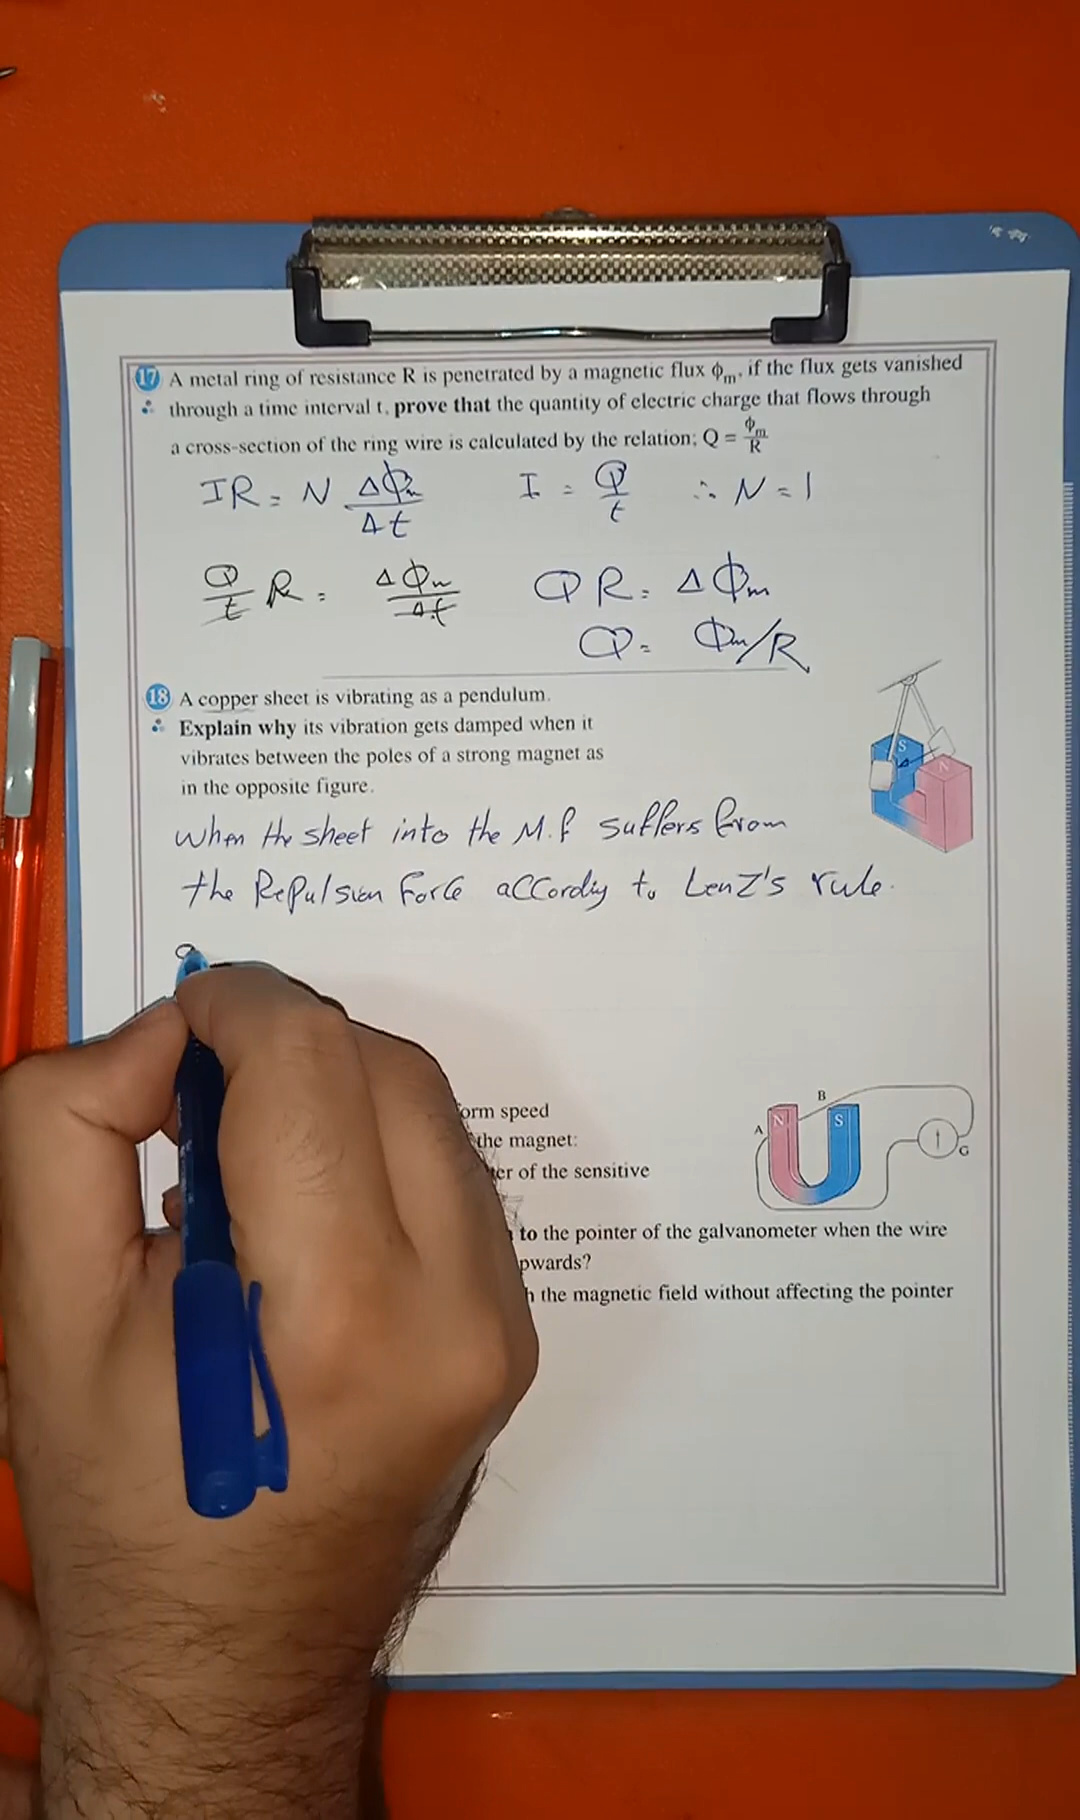 17 A metal ring of resistance R is penetrated by a magnetic flux ϕm, if the flux gets vanished
through a time interval t, prove that the quantity of electric charge that flows through
a cross-section of the ring wire is calculated by the relation; Q = ϕm/R
IR = N Δϕm/Δt I = Q/t ∴ N = 1
Q/t R = Δϕm/Δt QR = Δϕm
Q = ϕm/R
18 A copper sheet is vibrating as a pendulum.
Explain why its vibration gets damped when it
vibrates between the poles of a strong magnet as
in the opposite figure.
S
N
When the sheet into the M.f suffers from
the Repulsion Force accordiy to Lenz's rule.
orm speed
the magnet:
er of the sensitive
A
N
B
S
G
to the pointer of the galvanometer when the wire
pwards?
h the magnetic field without affecting the pointer